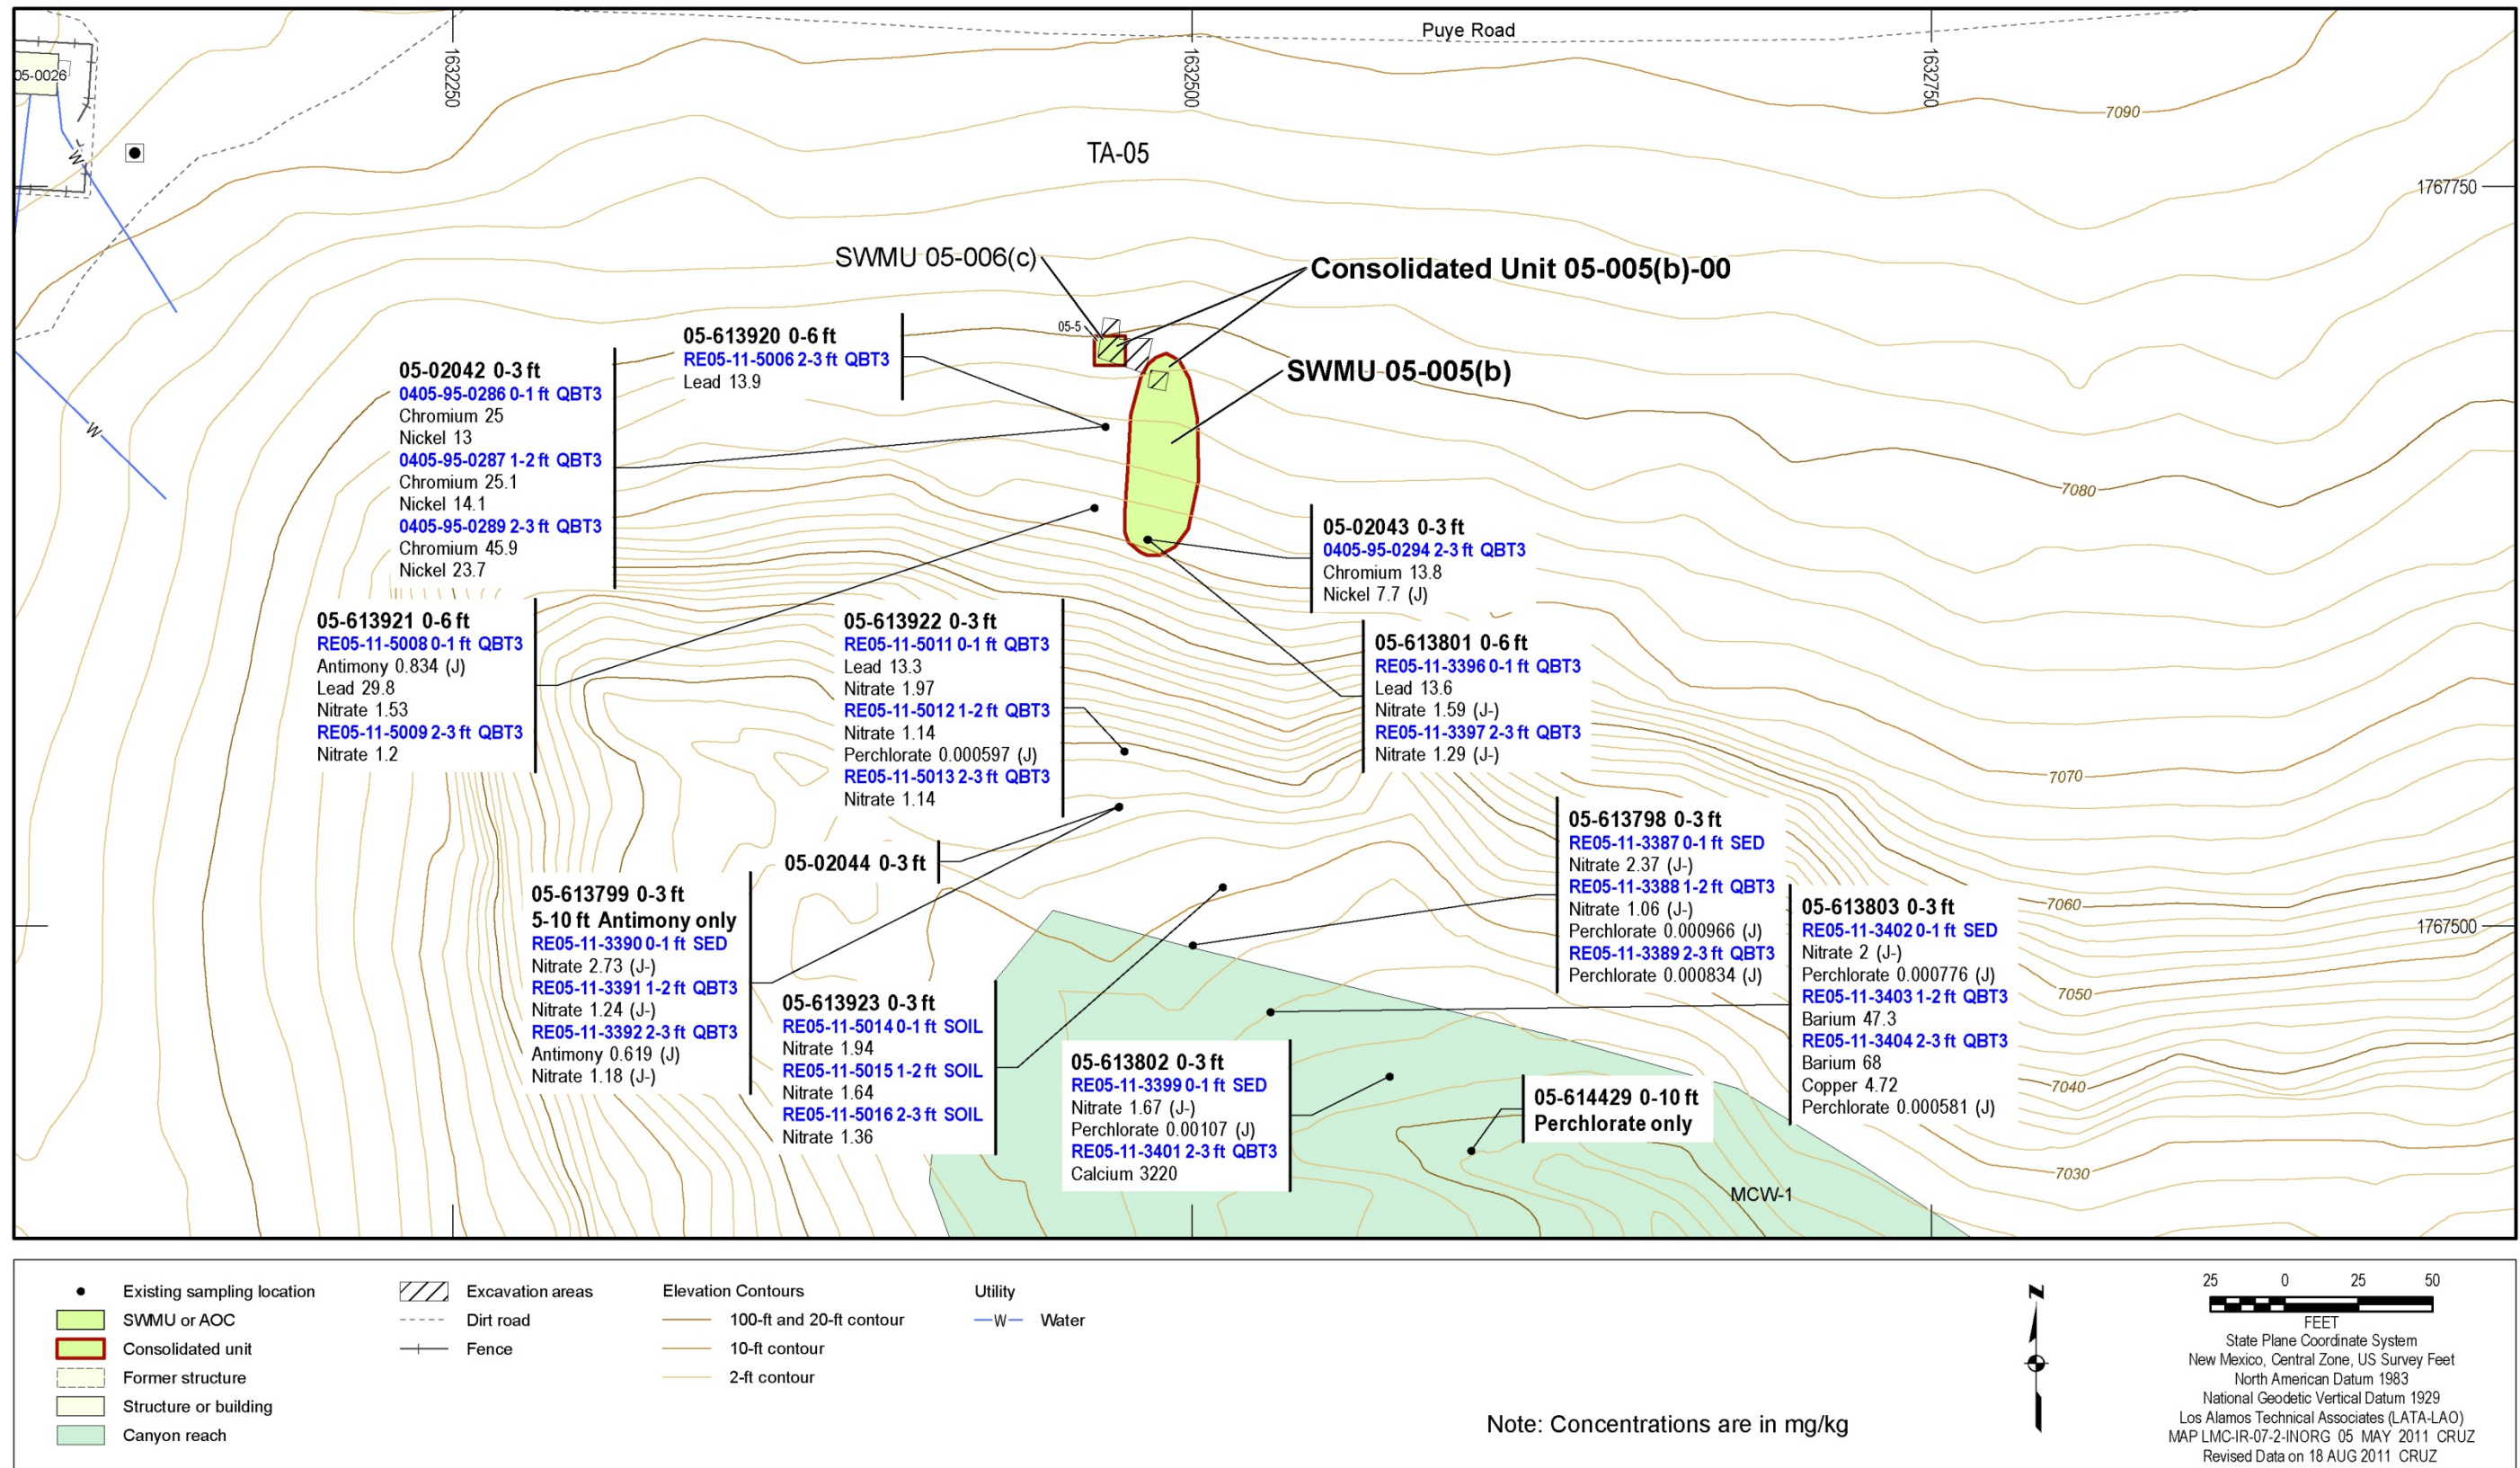 Puye Road
1632250
1632500
1632750
05-0026
W
7090
TA-05
1767750
SWMU 05-006(c)
Consolidated Unit 05-005(b)-00
05-5
SWMU 05-005(b)
W
7080
05-613920 0-6 ft
RE05-11-5006 2-3 ft QBT3
Lead 13.9
05-02042 0-3 ft
0405-95-0286 0-1 ft QBT3
Chromium 25
Nickel 13
0405-95-0287 1-2 ft QBT3
Chromium 25.1
Nickel 14.1
0405-95-0289 2-3 ft QBT3
Chromium 45.9
Nickel 23.7
05-02043 0-3 ft
0405-95-0294 2-3 ft QBT3
Chromium 13.8
Nickel 7.7 (J)
05-613921 0-6 ft
RE05-11-5008 0-1 ft QBT3
Antimony 0.834 (J)
Lead 29.8
Nitrate 1.53
RE05-11-5009 2-3 ft QBT3
Nitrate 1.2
05-613922 0-3 ft
RE05-11-5011 0-1 ft QBT3
Lead 13.3
Nitrate 1.97
RE05-11-5012 1-2 ft QBT3
Nitrate 1.14
Perchlorate 0.000597 (J)
RE05-11-5013 2-3 ft QBT3
Nitrate 1.14
05-613801 0-6 ft
RE05-11-3396 0-1 ft QBT3
Lead 13.6
Nitrate 1.59 (J-)
RE05-11-3397 2-3 ft QBT3
Nitrate 1.29 (J-)
7070
05-02044 0-3 ft
05-613799 0-3 ft
5-10 ft Antimony only
RE05-11-3390 0-1 ft SED
Nitrate 2.73 (J-)
RE05-11-3391 1-2 ft QBT3
Nitrate 1.24 (J-)
RE05-11-3392 2-3 ft QBT3
Antimony 0.619 (J)
Nitrate 1.18 (J-)
05-613923 0-3 ft
RE05-11-5014 0-1 ft SOIL
Nitrate 1.94
RE05-11-5015 1-2 ft SOIL
Nitrate 1.64
RE05-11-5016 2-3 ft SOIL
Nitrate 1.36
05-613802 0-3 ft
RE05-11-3399 0-1 ft SED
Nitrate 1.67 (J-)
Perchlorate 0.00107 (J)
RE05-11-3401 2-3 ft QBT3
Calcium 3220
05-613798 0-3 ft
RE05-11-3387 0-1 ft SED
Nitrate 2.37 (J-)
RE05-11-3388 1-2 ft QBT3
Nitrate 1.06 (J-)
Perchlorate 0.000966 (J)
RE05-11-3389 2-3 ft QBT3
Perchlorate 0.000834 (J)
05-613803 0-3 ft
RE05-11-3402 0-1 ft SED
Nitrate 2 (J-)
Perchlorate 0.000776 (J)
RE05-11-3403 1-2 ft QBT3
Barium 47.3
RE05-11-3404 2-3 ft QBT3
Barium 68
Copper 4.72
Perchlorate 0.000581 (J)
05-614429 0-10 ft
Perchlorate only
7060
1767500
7050
7040
7030
MCW-1
Existing sampling location
SWMU or AOC
Consolidated unit
Former structure
Structure or building
Canyon reach
Excavation areas
Dirt road
Fence
Elevation Contours
100-ft and 20-ft contour
10-ft contour
2-ft contour
Utility
W Water
Note: Concentrations are in mg/kg
N
25 0 25 50
FEET
State Plane Coordinate System
New Mexico, Central Zone, US Survey Feet
North American Datum 1983
National Geodetic Vertical Datum 1929
Los Alamos Technical Associates (LATA-LAO)
MAP LMC-IR-07-2-INORG 05 MAY 2011 CRUZ
Revised Data on 18 AUG 2011 CRUZ